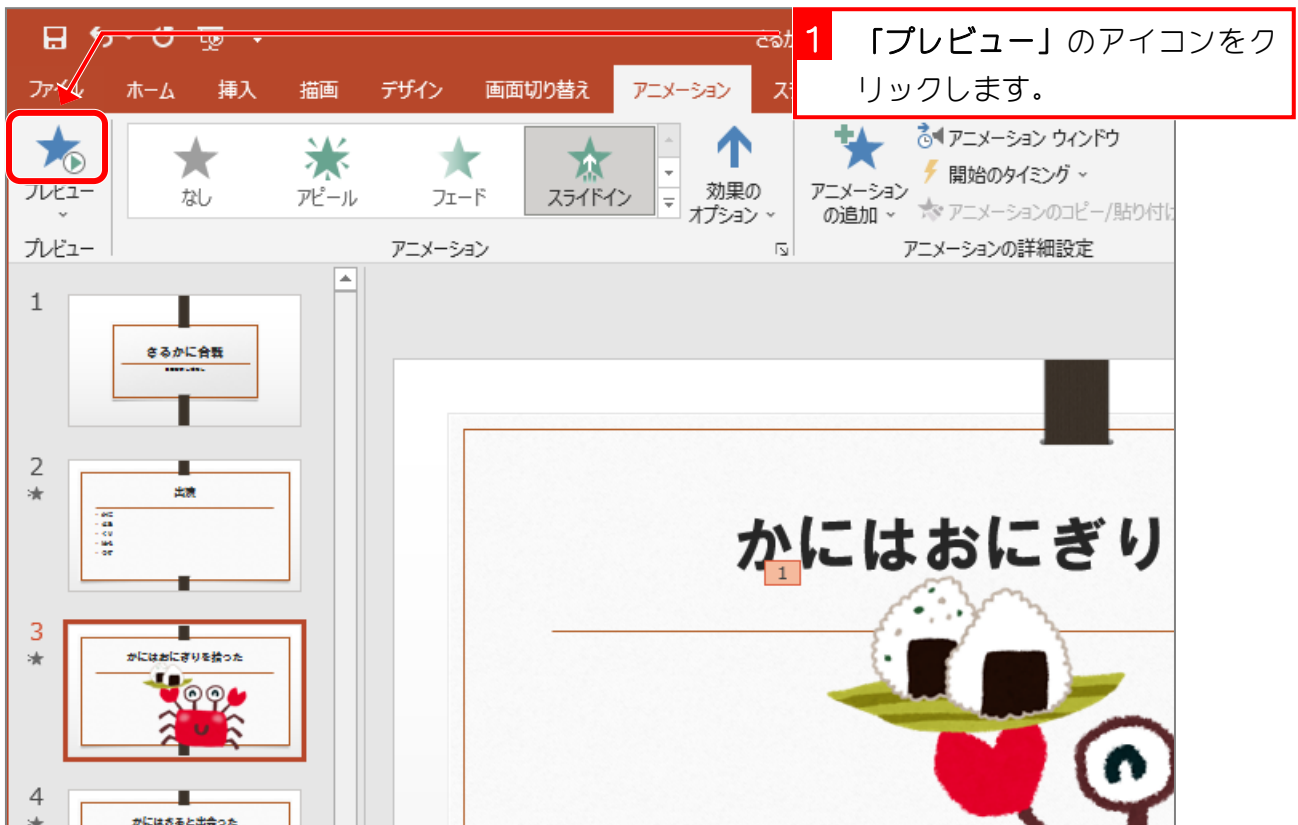 さるか
1 「プレビュー」のアイコンをク
リックします。
ファイル ホーム 挿入 描画 デザイン 画面切り替え アニメーション ス
プレビュー
なし アピール フェード スライドイン
効果の
オプション
アニメーション
の追加
アニメーション ウィンドウ
開始のタイミング
アニメーションのコピー/貼り付け
プレビュー アニメーション アニメーションの詳細設定
1
さるかに合戦
2
出演
3
かにはおにぎりを拾った
4
かにはさると出会った
かにはおにぎり
1